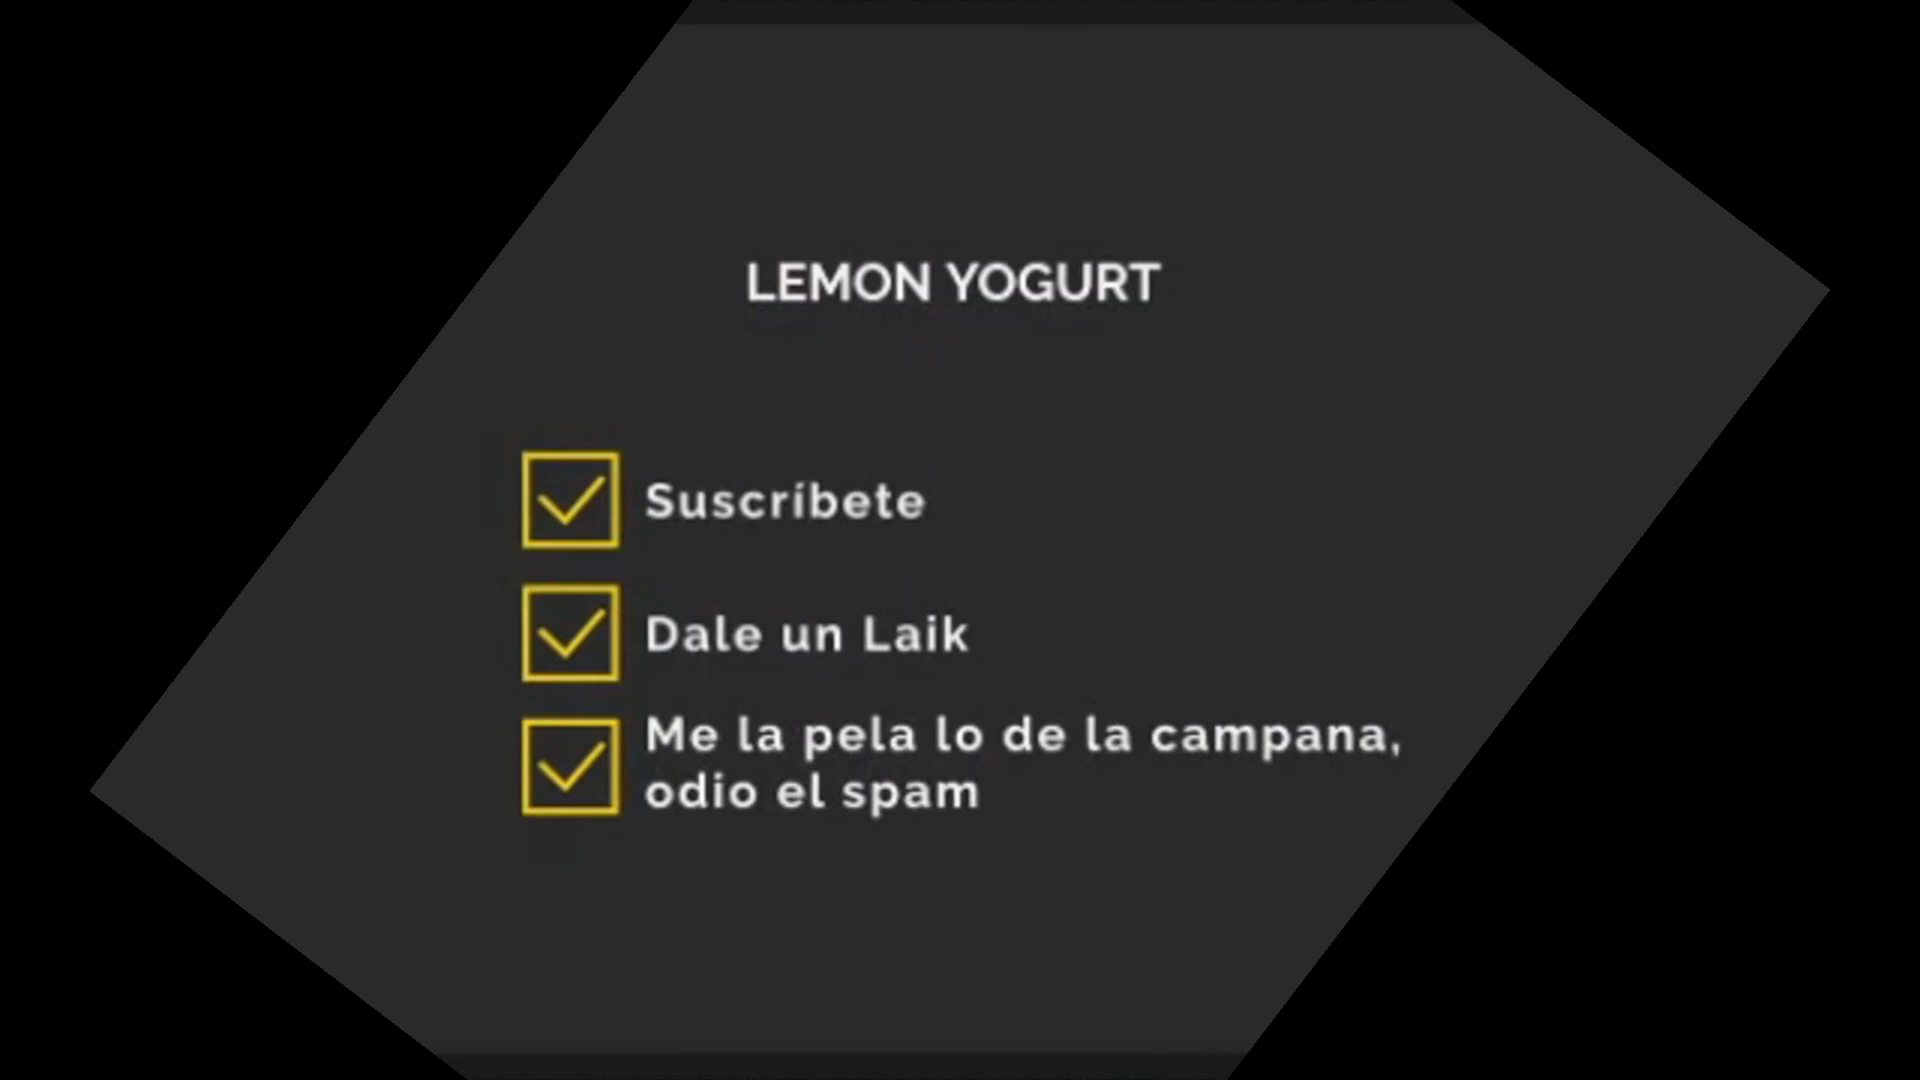 LEMON YOGURT
Suscríbete
Dale un Laik
Me la pela lo de la campana,
odio el spam